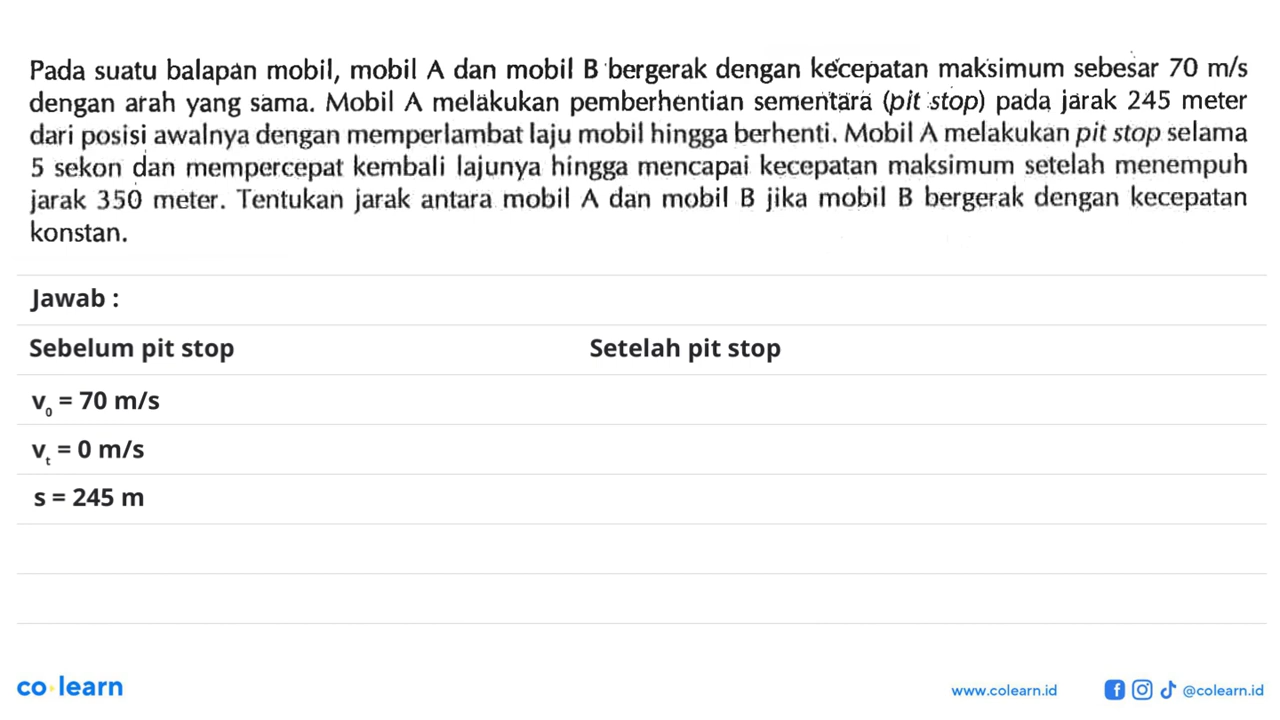 Pada suatu balapan mobil, mobil A dan mobil B bergerak dengan kecepatan maksimum sebesar 70 m/s
dengan arah yang sama. Mobil A melakukan pemberhentian sementara (pit stop) pada jarak 245 meter
dari posisi awalnya dengan memperlambat laju mobil hingga berhenti. Mobil A melakukan pit stop selama
5 sekon dan mempercepat kembali lajunya hingga mencapai kecepatan maksimum setelah menempuh
jarak 350 meter. Tentukan jarak antara mobil A dan mobil B jika mobil B bergerak dengan kecepatan
konstan.
Jawab :
Sebelum pit stop Setelah pit stop
v₀ = 70 m/s
vₜ = 0 m/s
s = 245 m
co learn www.colearn.id @colearn.id